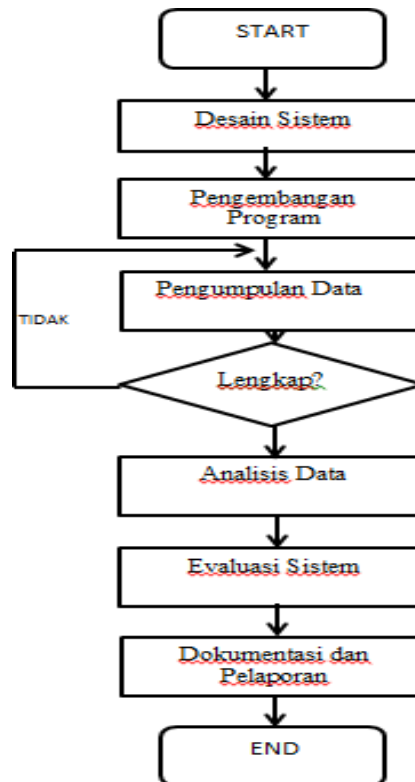 START
Desain Sistem
Pengembangan
Program
Pengumpulan Data
TIDAK
Lengkap?
Analisis Data
Evaluasi Sistem
Dokumentasi dan
Pelaporan
END